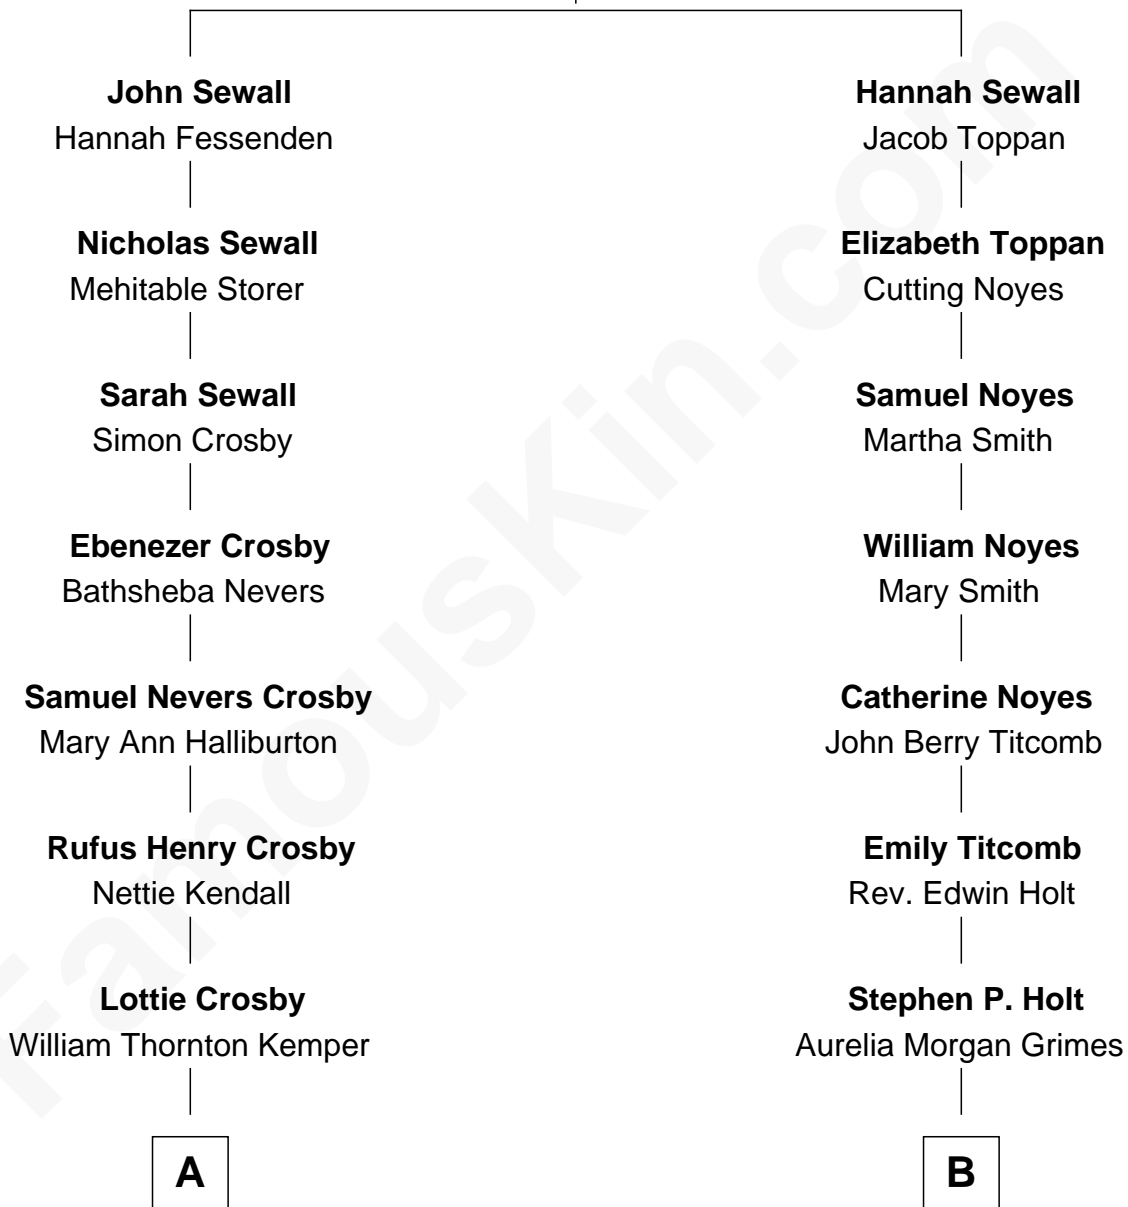 John Sewall
Hannah Fessenden
Nicholas Sewall
Mehitable Storer
Sarah Sewall
Simon Crosby
Ebenezer Crosby
Bathsheba Nevers
Samuel Nevers Crosby
Mary Ann Halliburton
Rufus Henry Crosby
Nettie Kendall
Lottie Crosby
William Thornton Kemper
A
Hannah Sewall
Jacob Toppan
Elizabeth Toppan
Cutting Noyes
Samuel Noyes
Martha Smith
William Noyes
Mary Smith
Catherine Noyes
John Berry Titcomb
Emily Titcomb
Rev. Edwin Holt
Stephen P. Holt
Aurelia Morgan Grimes
B
FamousKin.com